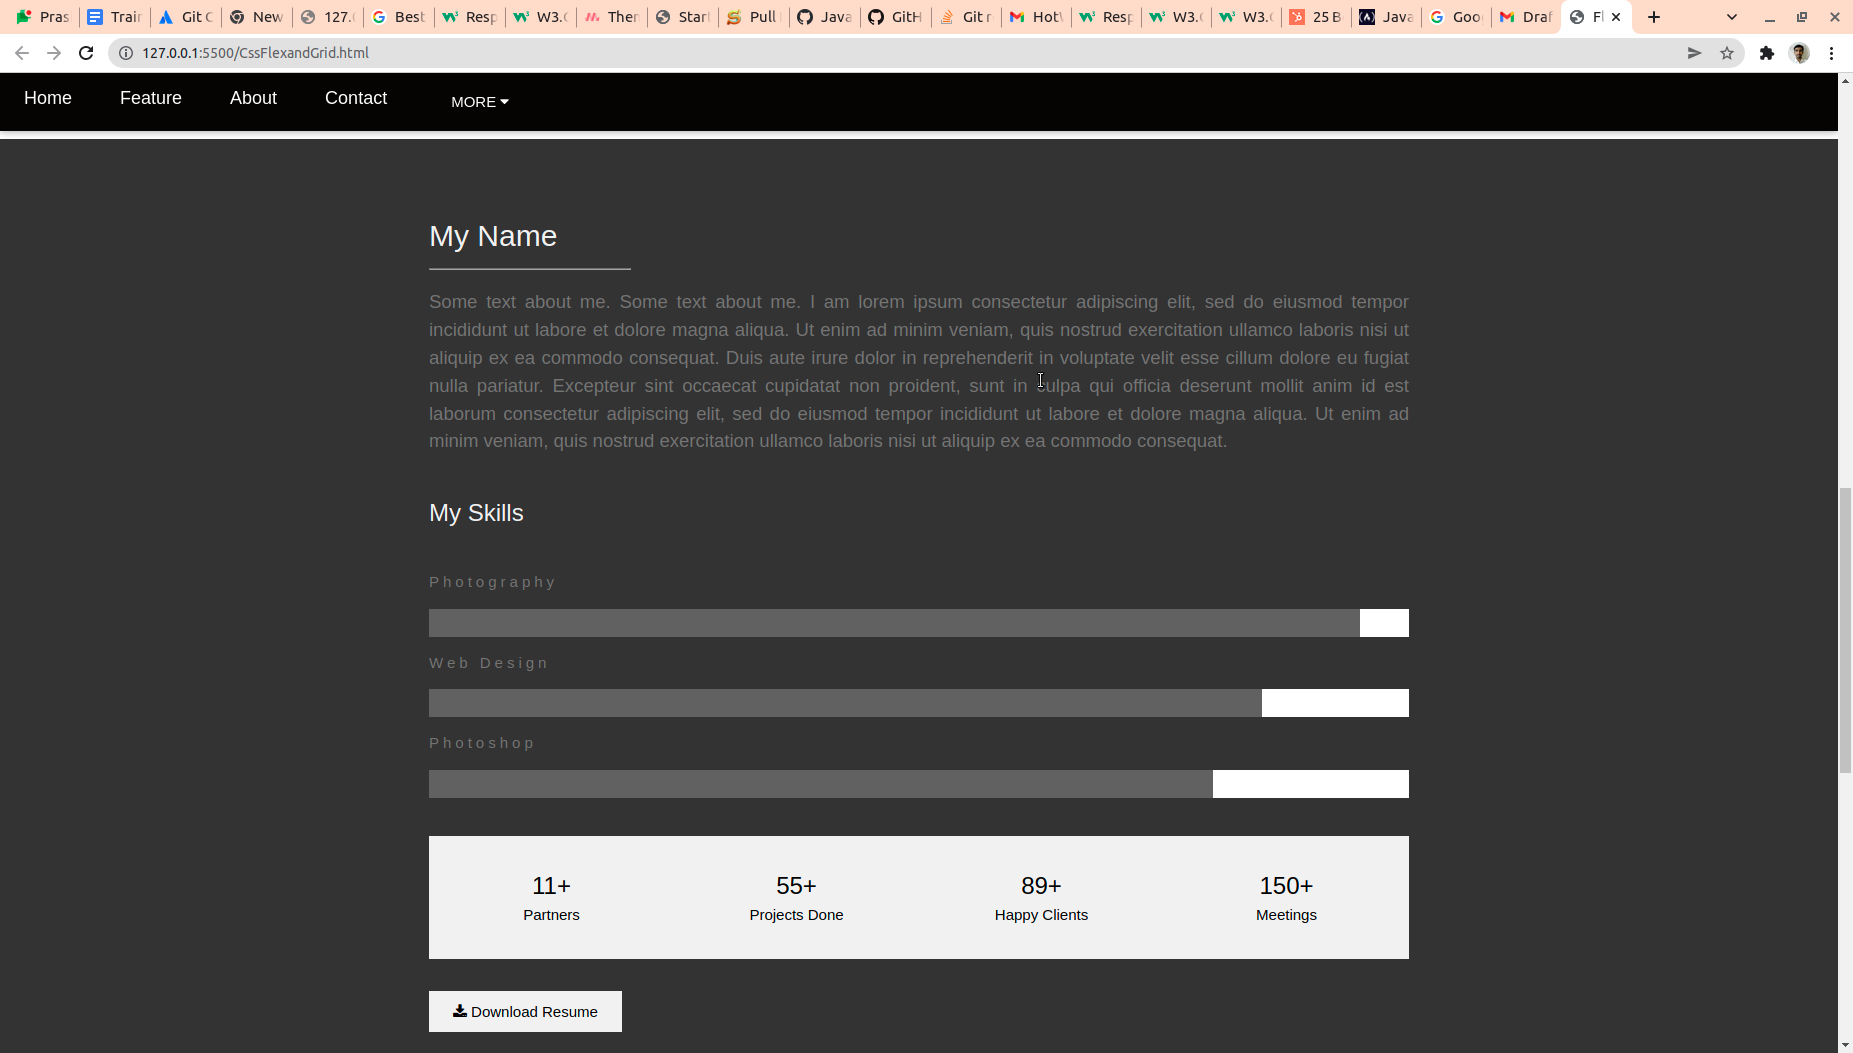 Pras
Trair
Git C
New
127.(
Best
Resp
W3.(
Then
Start
Pull
Java
GitH
Git r
Hot
Resp
W3.(
W3.(
25 B
Java
Goo
Draf
Fl
127.0.0.1:5500/CssFlexandGrid.html
Home Feature About Contact MORE
My Name
Some text about me. Some text about me. I am lorem ipsum consectetur adipiscing elit, sed do eiusmod tempor
incididunt ut labore et dolore magna aliqua. Ut enim ad minim veniam, quis nostrud exercitation ullamco laboris nisi ut
aliquip ex ea commodo consequat. Duis aute irure dolor in reprehenderit in voluptate velit esse cillum dolore eu fugiat
nulla pariatur. Excepteur sint occaecat cupidatat non proident, sunt in culpa qui officia deserunt mollit anim id est
laborum consectetur adipiscing elit, sed do eiusmod tempor incididunt ut labore et dolore magna aliqua. Ut enim ad
minim veniam, quis nostrud exercitation ullamco laboris nisi ut aliquip ex ea commodo consequat.
My Skills
Photography
Web Design
Photoshop
11+ 55+ 89+ 150+
Partners Projects Done Happy Clients Meetings
Download Resume